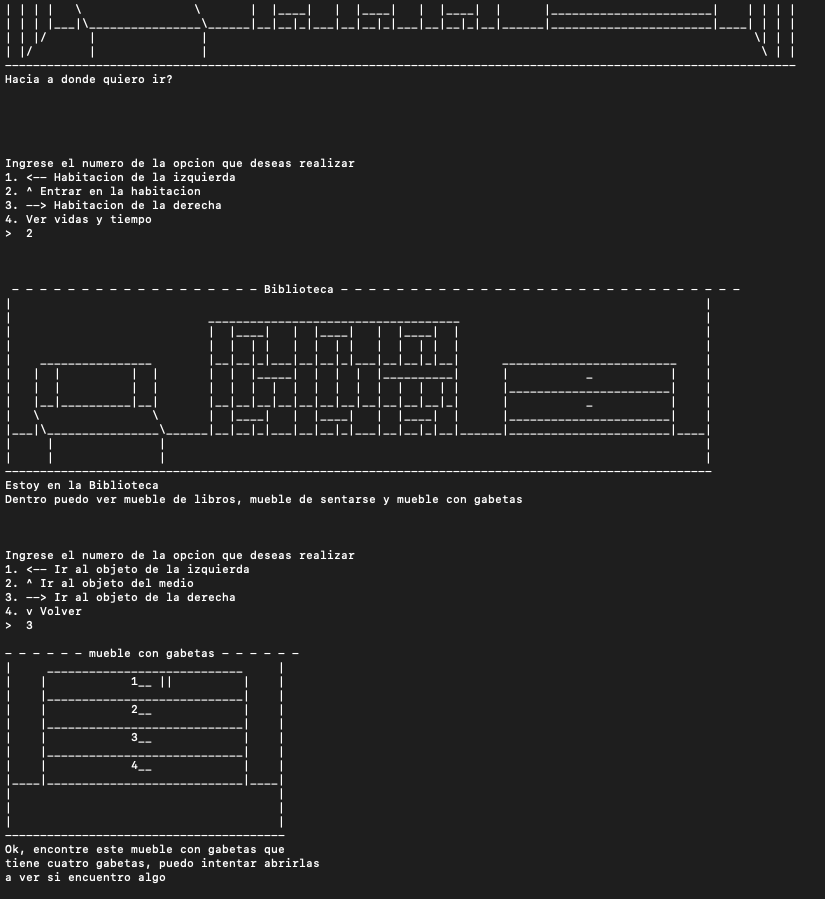 Hacia a donde quiero ir?
Ingrese el numero de la opcion que deseas realizar
1. <-- Habitacion de la izquierda
2. ^ Entrar en la habitacion
3. --> Habitacion de la derecha
4. Ver vidas y tiempo
> 2
Biblioteca
Estoy en la Biblioteca
Dentro puedo ver mueble de libros, mueble de sentarse y mueble con gabetas
Ingrese el numero de la opcion que deseas realizar
1. <-- Ir al objeto de la izquierda
2. ^ Ir al objeto del medio
3. --> Ir al objeto de la derecha
4. v Volver
> 3
mueble con gabetas
1__ ||
2__
3__
4__
Ok, encontre este mueble con gabetas que
tiene cuatro gabetas, puedo intentar abrirlas
a ver si encuentro algo